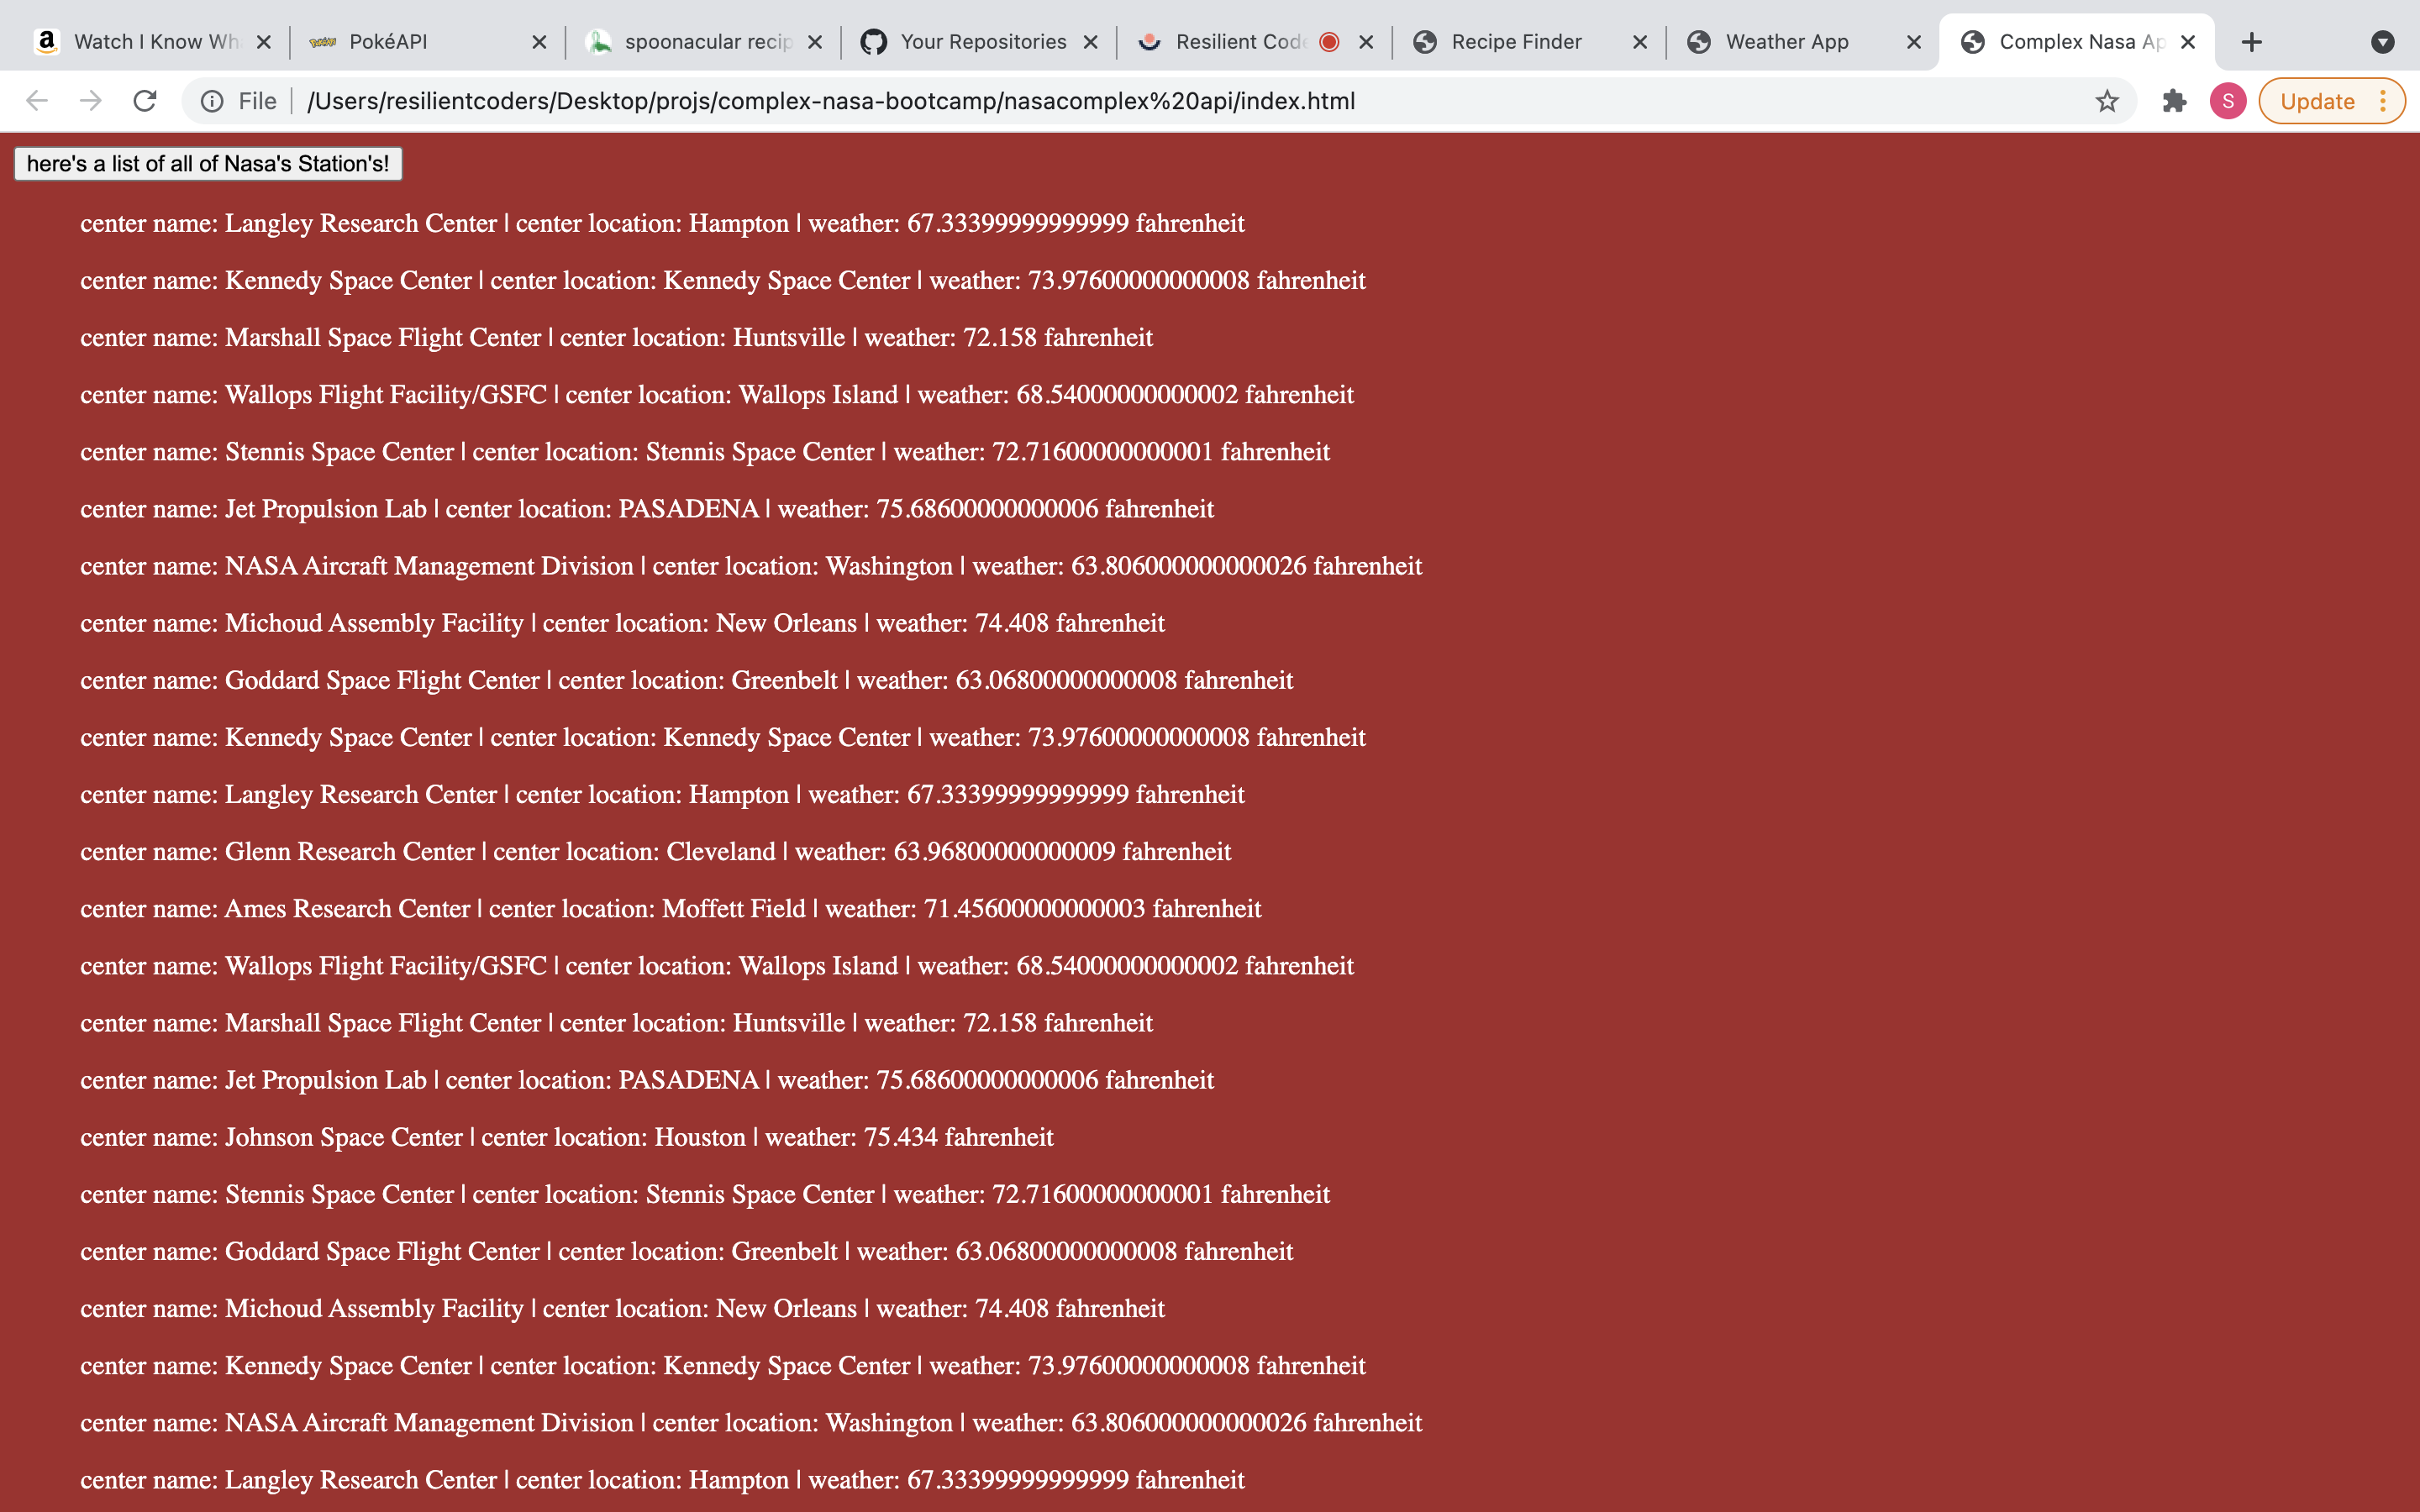 Watch I Know Wh
PokéAPI
spoonacular recip
Your Repositories
Resilient Code
Recipe Finder
Weather App
Complex Nasa Ap
File /Users/resilientcoders/Desktop/projs/complex-nasa-bootcamp/nasacomplex%20api/index.html
S
Update
here's a list of all of Nasa's Station's!
center name: Langley Research Center | center location: Hampton | weather: 67.33399999999999 fahrenheit
center name: Kennedy Space Center | center location: Kennedy Space Center | weather: 73.97600000000008 fahrenheit
center name: Marshall Space Flight Center | center location: Huntsville | weather: 72.158 fahrenheit
center name: Wallops Flight Facility/GSFC | center location: Wallops Island | weather: 68.54000000000002 fahrenheit
center name: Stennis Space Center | center location: Stennis Space Center | weather: 72.71600000000001 fahrenheit
center name: Jet Propulsion Lab | center location: PASADENA | weather: 75.68600000000006 fahrenheit
center name: NASA Aircraft Management Division | center location: Washington | weather: 63.806000000000026 fahrenheit
center name: Michoud Assembly Facility | center location: New Orleans | weather: 74.408 fahrenheit
center name: Goddard Space Flight Center | center location: Greenbelt | weather: 63.06800000000008 fahrenheit
center name: Kennedy Space Center | center location: Kennedy Space Center | weather: 73.97600000000008 fahrenheit
center name: Langley Research Center | center location: Hampton | weather: 67.33399999999999 fahrenheit
center name: Glenn Research Center | center location: Cleveland | weather: 63.96800000000009 fahrenheit
center name: Ames Research Center | center location: Moffett Field | weather: 71.45600000000003 fahrenheit
center name: Wallops Flight Facility/GSFC | center location: Wallops Island | weather: 68.54000000000002 fahrenheit
center name: Marshall Space Flight Center | center location: Huntsville | weather: 72.158 fahrenheit
center name: Jet Propulsion Lab | center location: PASADENA | weather: 75.68600000000006 fahrenheit
center name: Johnson Space Center | center location: Houston | weather: 75.434 fahrenheit
center name: Stennis Space Center | center location: Stennis Space Center | weather: 72.71600000000001 fahrenheit
center name: Goddard Space Flight Center | center location: Greenbelt | weather: 63.06800000000008 fahrenheit
center name: Michoud Assembly Facility | center location: New Orleans | weather: 74.408 fahrenheit
center name: Kennedy Space Center | center location: Kennedy Space Center | weather: 73.97600000000008 fahrenheit
center name: NASA Aircraft Management Division | center location: Washington | weather: 63.806000000000026 fahrenheit
center name: Langley Research Center | center location: Hampton | weather: 67.33399999999999 fahrenheit